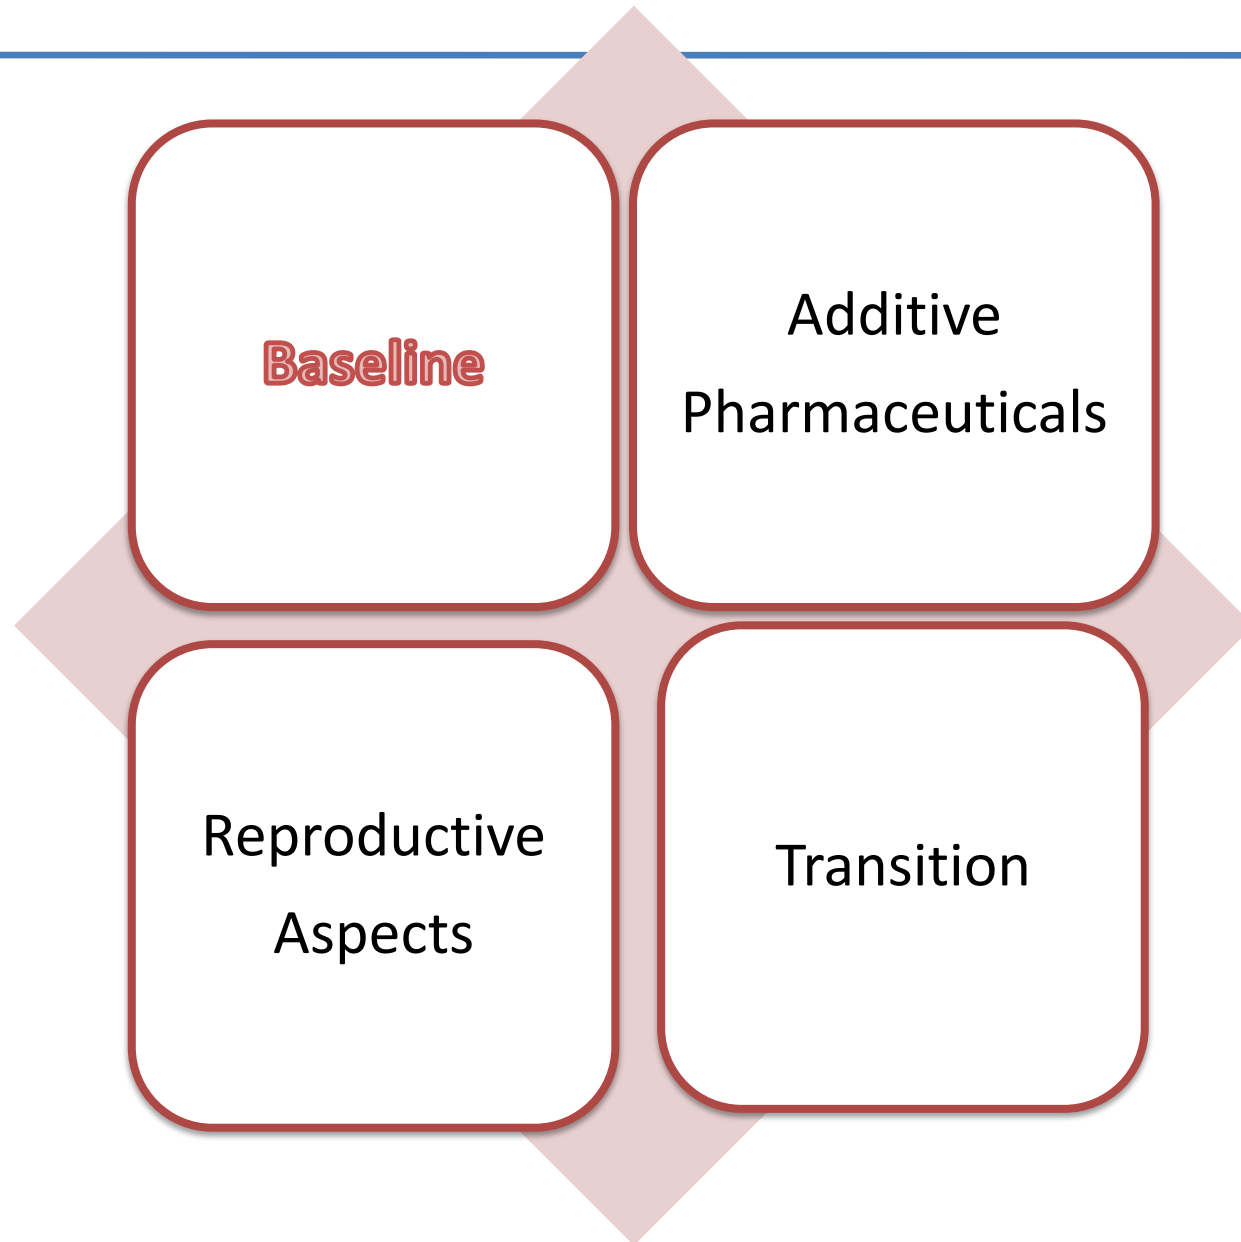 Baseline
Additive
Pharmaceuticals
Reproductive
Aspects
Transition